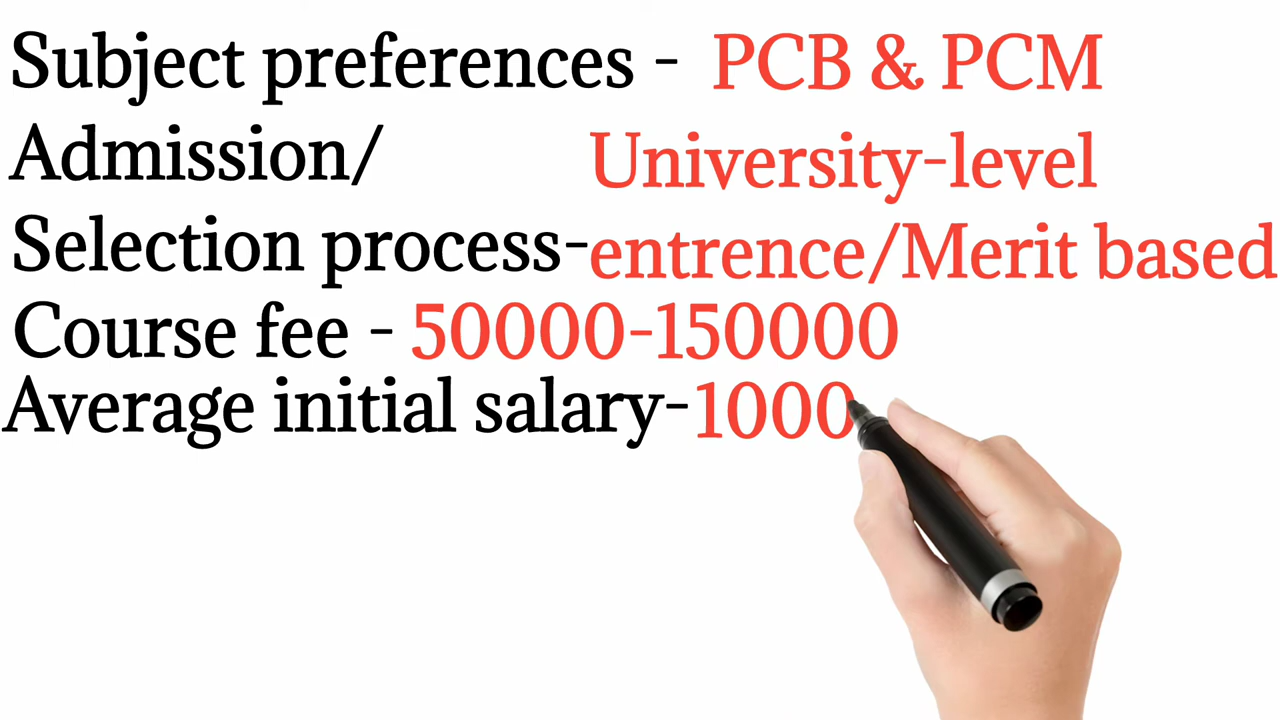 Subject preferences - PCB & PCM
Admission/ University-level
Selection process-entrence/Merit based
Course fee - 50000-150000
Average initial salary-1000